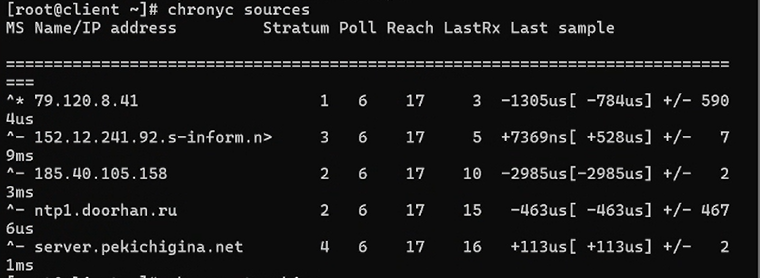 [root@client ~]# chronyc sources
MS Name/IP address         Stratum Poll Reach LastRx Last sample
============================================================================
===
^* 79.120.8.41                   1   6    17     3  -1305us[ -784us] +/- 590
4us
^- 152.12.241.92.s-inform.n>     3   6    17     5  +7369ns[ +528us] +/-   7
9ms
^- 185.40.105.158                2   6    17    10  -2985us[-2985us] +/-   2
3ms
^- ntp1.doorhan.ru               2   6    17    15   -463us[ -463us] +/- 467
6us
^- server.pekichigina.net        4   6    17    16   +113us[ +113us] +/-   2
1ms